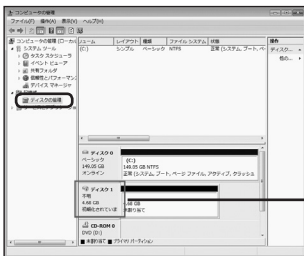 コンピュータの管理
ファイル(F) 操作(A) 表示(V) ヘルプ(H)
コンピュータの管理 (ローカ
システム ツール
タスク スケジューラ
イベント ビューア
共有フォルダ
信頼性とパフォーマン
デバイス マネージャ
ディスクの管理
ボリューム レイアウト 種類 ファイル システム 状態
(C:) シンプル ベーシック NTFS 正常 (システム, ブート, ペー
操作
ディスク...
他の...
ディスク 0
ベーシック
149.05 GB
オンライン
(C:)
149.05 GB NTFS
正常 (システム, ブート, ページ ファイル, アクティブ, クラッシュ
ディスク 1
不明
4.68 GB
初期化されていま
4.68 GB
未割り当て
CD-ROM 0
DVD (D:)
未割り当て プライマリ パーティション